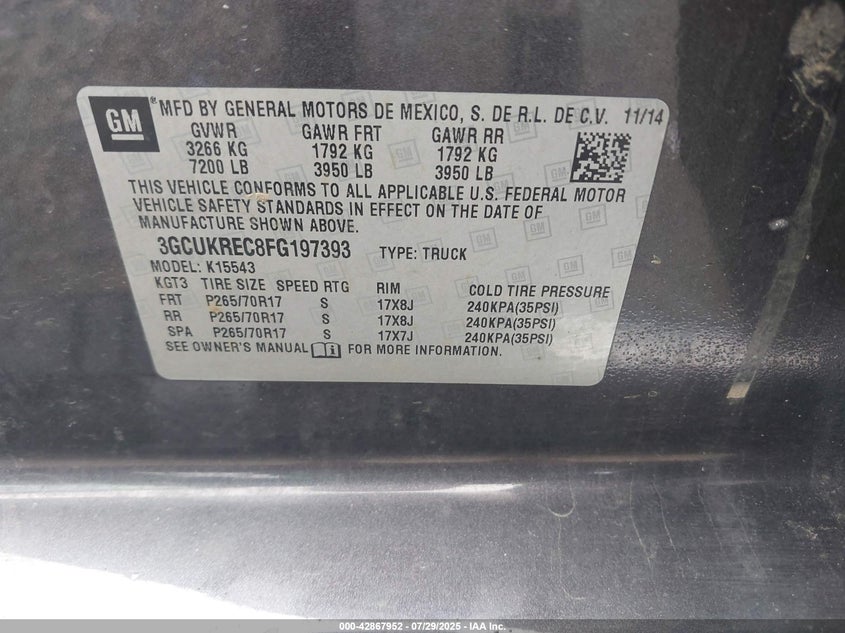 GM ® MFD BY GENERAL MOTORS DE MEXICO, S. DE R.L. DE C.V. 11/14
GVWR GAWR FRT GAWR RR
3266 KG 1792 KG 1792 KG
7200 LB 3950 LB 3950 LB
THIS VEHICLE CONFORMS TO ALL APPLICABLE U.S. FEDERAL MOTOR
VEHICLE SAFETY STANDARDS IN EFFECT ON THE DATE OF
MANUFACTURE SHOWN ABOVE.
3GCUKREC8FG197393 TYPE: TRUCK
MODEL: K15543
KGT3 TIRE SIZE SPEED RTG RIM COLD TIRE PRESSURE
FRT P265/70R17 S 17X8J 240KPA(35PSI)
RR P265/70R17 S 17X8J 240KPA(35PSI)
SPA P265/70R17 S 17X7J 240KPA(35PSI)
SEE OWNER'S MANUAL FOR MORE INFORMATION.
000-42867952 - 07/29/2025 - IAA Inc.